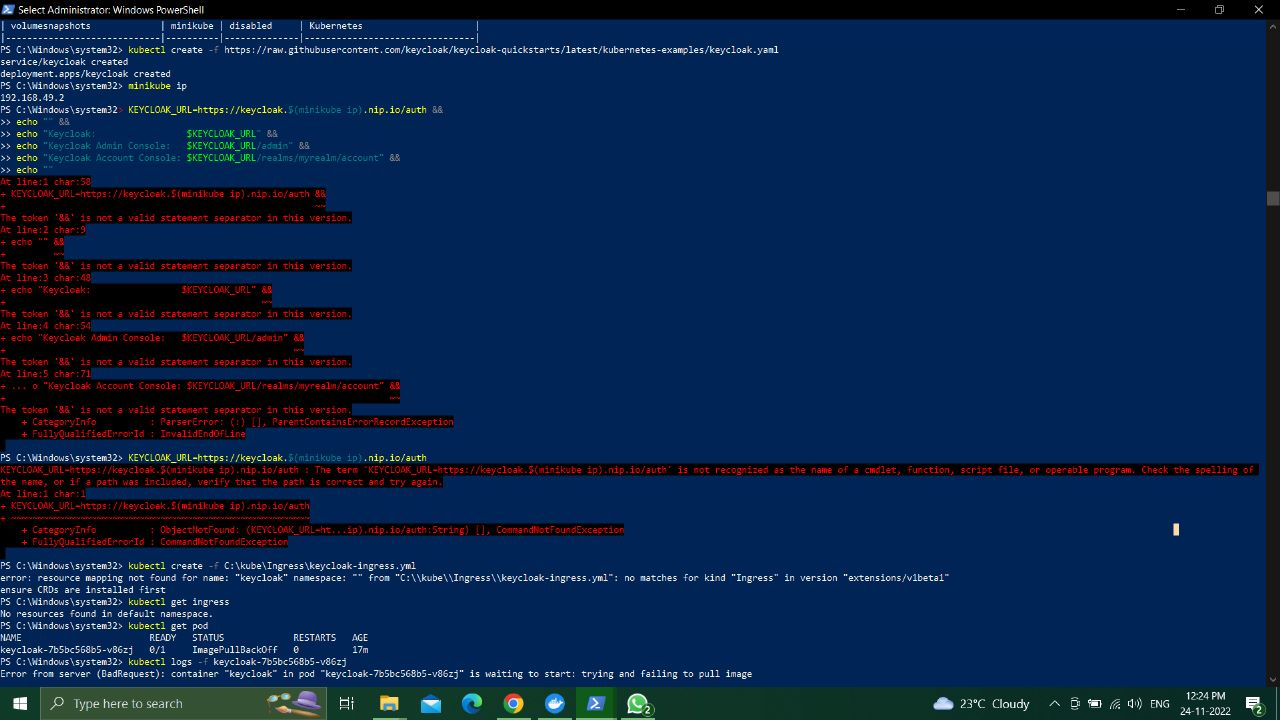 Select Administrator: Windows PowerShell
| volumesnapshots | minikube | disabled | Kubernetes |
|-----------------------------|----------|--------------|--------------------------------|
PS C:\Windows\system32> kubectl create -f https://raw.githubusercontent.com/keycloak/keycloak-quickstarts/latest/kubernetes-examples/keycloak.yaml
service/keycloak created
deployment.apps/keycloak created
PS C:\Windows\system32> minikube ip
192.168.49.2
PS C:\Windows\system32> KEYCLOAK_URL=https://keycloak.$(minikube ip).nip.io/auth &&
>> echo "" &&
>> echo "Keycloak:                 $KEYCLOAK_URL" &&
>> echo "Keycloak Admin Console:   $KEYCLOAK_URL/admin" &&
>> echo "Keycloak Account Console: $KEYCLOAK_URL/realms/myrealm/account" &&
>> echo ""
At line:1 char:58
+ KEYCLOAK_URL=https://keycloak.$(minikube ip).nip.io/auth &&
+                                                          ~~
The token '&&' is not a valid statement separator in this version.
At line:2 char:9
+ echo "" &&
+         ~~
The token '&&' is not a valid statement separator in this version.
At line:3 char:48
+ echo "Keycloak:                 $KEYCLOAK_URL" &&
+                                                ~~
The token '&&' is not a valid statement separator in this version.
At line:4 char:54
+ echo "Keycloak Admin Console:   $KEYCLOAK_URL/admin" &&
+                                                      ~~
The token '&&' is not a valid statement separator in this version.
At line:5 char:71
+ ... o "Keycloak Account Console: $KEYCLOAK_URL/realms/myrealm/account" &&
+                                                                        ~~
The token '&&' is not a valid statement separator in this version.
    + CategoryInfo          : ParserError: (:) [], ParentContainsErrorRecordException
    + FullyQualifiedErrorId : InvalidEndOfLine
PS C:\Windows\system32> KEYCLOAK_URL=https://keycloak.$(minikube ip).nip.io/auth
KEYCLOAK_URL=https://keycloak.$(minikube ip).nip.io/auth : The term 'KEYCLOAK_URL=https://keycloak.$(minikube ip).nip.io/auth' is not recognized as the name of a cmdlet, function, script file, or operable program. Check the spelling of
the name, or if a path was included, verify that the path is correct and try again.
At line:1 char:1
+ KEYCLOAK_URL=https://keycloak.$(minikube ip).nip.io/auth
+ ~~~~~~~~~~~~~~~~~~~~~~~~~~~~~~~~~~~~~~~~~~~~~~~~~~~~~~~~
    + CategoryInfo          : ObjectNotFound: (KEYCLOAK_URL=ht...ip).nip.io/auth:String) [], CommandNotFoundException
    + FullyQualifiedErrorId : CommandNotFoundException
PS C:\Windows\system32> kubectl create -f C:\kube\Ingress\keycloak-ingress.yml
error: resource mapping not found for name: "keycloak" namespace: "" from "C:\\kube\\Ingress\\keycloak-ingress.yml": no matches for kind "Ingress" in version "extensions/v1beta1"
ensure CRDs are installed first
PS C:\Windows\system32> kubectl get ingress
No resources found in default namespace.
PS C:\Windows\system32> kubectl get pod
NAME                        READY   STATUS             RESTARTS   AGE
keycloak-7b5bc568b5-v86zj   0/1     ImagePullBackOff   0          17m
PS C:\Windows\system32> kubectl logs -f keycloak-7b5bc568b5-v86zj
Error from server (BadRequest): container "keycloak" in pod "keycloak-7b5bc568b5-v86zj" is waiting to start: trying and failing to pull image
Type here to search
2
23°C Cloudy
ENG
12:24 PM
24-11-2022
2